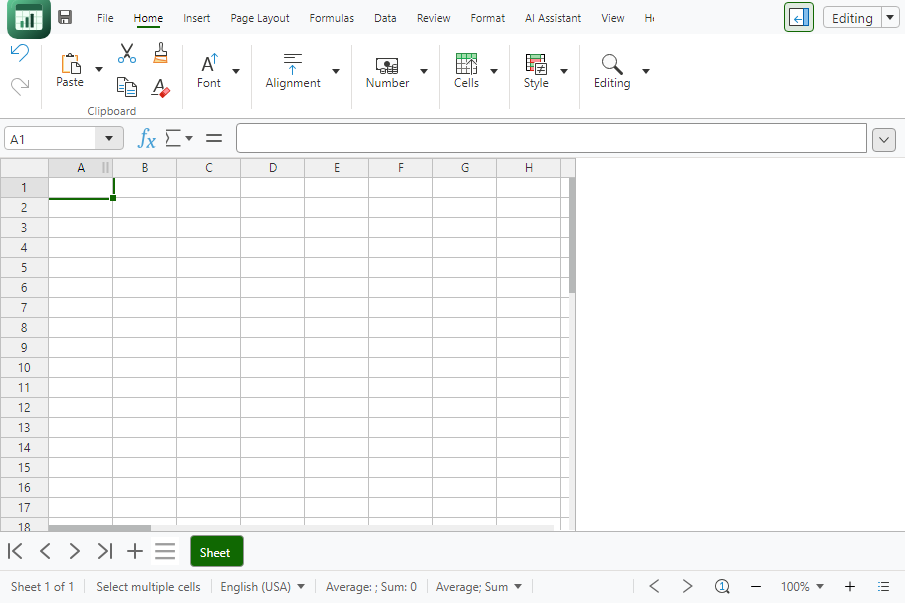 File Home Insert Page Layout Formulas Data Review Format AI Assistant View
Editing
Paste
Clipboard
Font
Alignment
Number
Cells
Style
Editing
A1
fx
A B C D E F G H
1
2
3
4
5
6
7
8
9
10
11
12
13
14
15
16
17
18
Sheet
Sheet 1 of 1 Select multiple cells English (USA) Average: ; Sum: 0 Average; Sum 100%